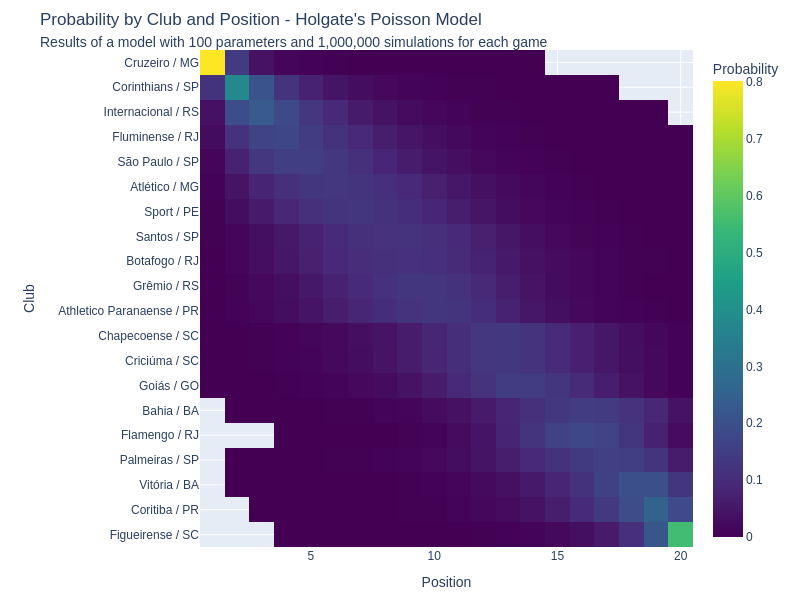 Probability by Club and Position - Holgate's Poisson Model
Results of a model with 100 parameters and 1,000,000 simulations for each game
Probability
Cruzeiro / MG
Corinthians / SP
Internacional / RS
Fluminense / RJ
São Paulo / SP
Atlético / MG
Sport / PE
Santos / SP
Botafogo / RJ
Grêmio / RS
Athletico Paranaense / PR
Chapecoense / SC
Criciúma / SC
Goiás / GO
Bahia / BA
Flamengo / RJ
Palmeiras / SP
Vitória / BA
Coritiba / PR
Figueirense / SC
Club
5
10
15
20
Position
0.8
0.7
0.6
0.5
0.4
0.3
0.2
0.1
0